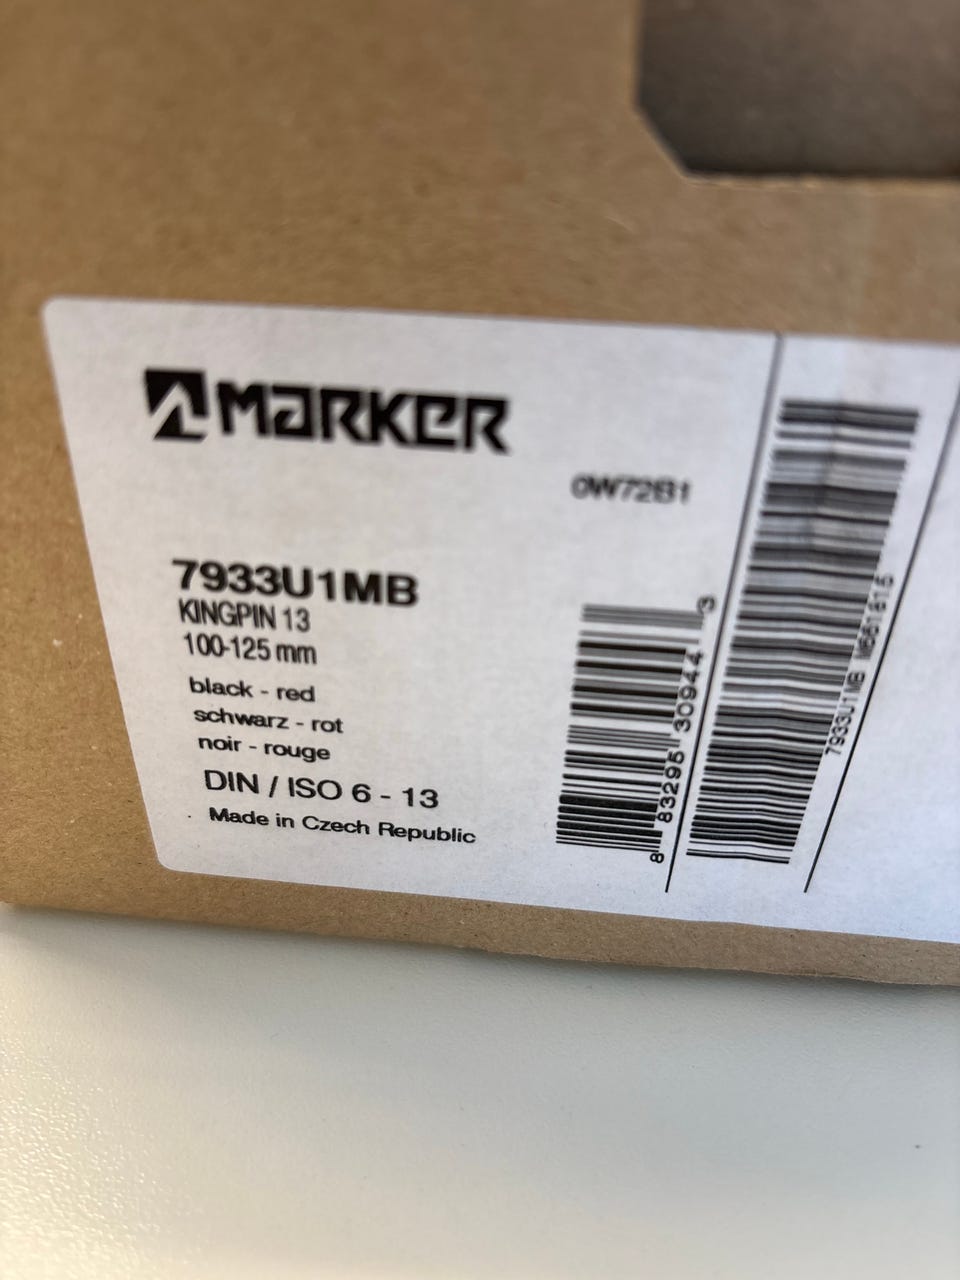 MARKER
0W72B1
7933U1MB
KINGPIN 13
100-125 mm
black - red
schwarz - rot
noir - rouge
DIN / ISO 6 - 13
Made in Czech Republic
8 83295 30944 3
7933U1MB